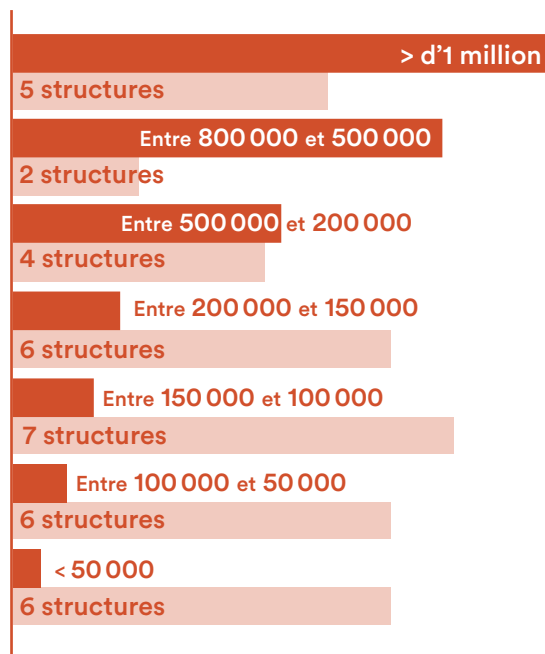 > d'1 million
5 structures
Entre 800 000 et 500 000
2 structures
Entre 500 000 et 200 000
4 structures
Entre 200 000 et 150 000
6 structures
Entre 150 000 et 100 000
7 structures
Entre 100 000 et 50 000
6 structures
< 50 000
6 structures